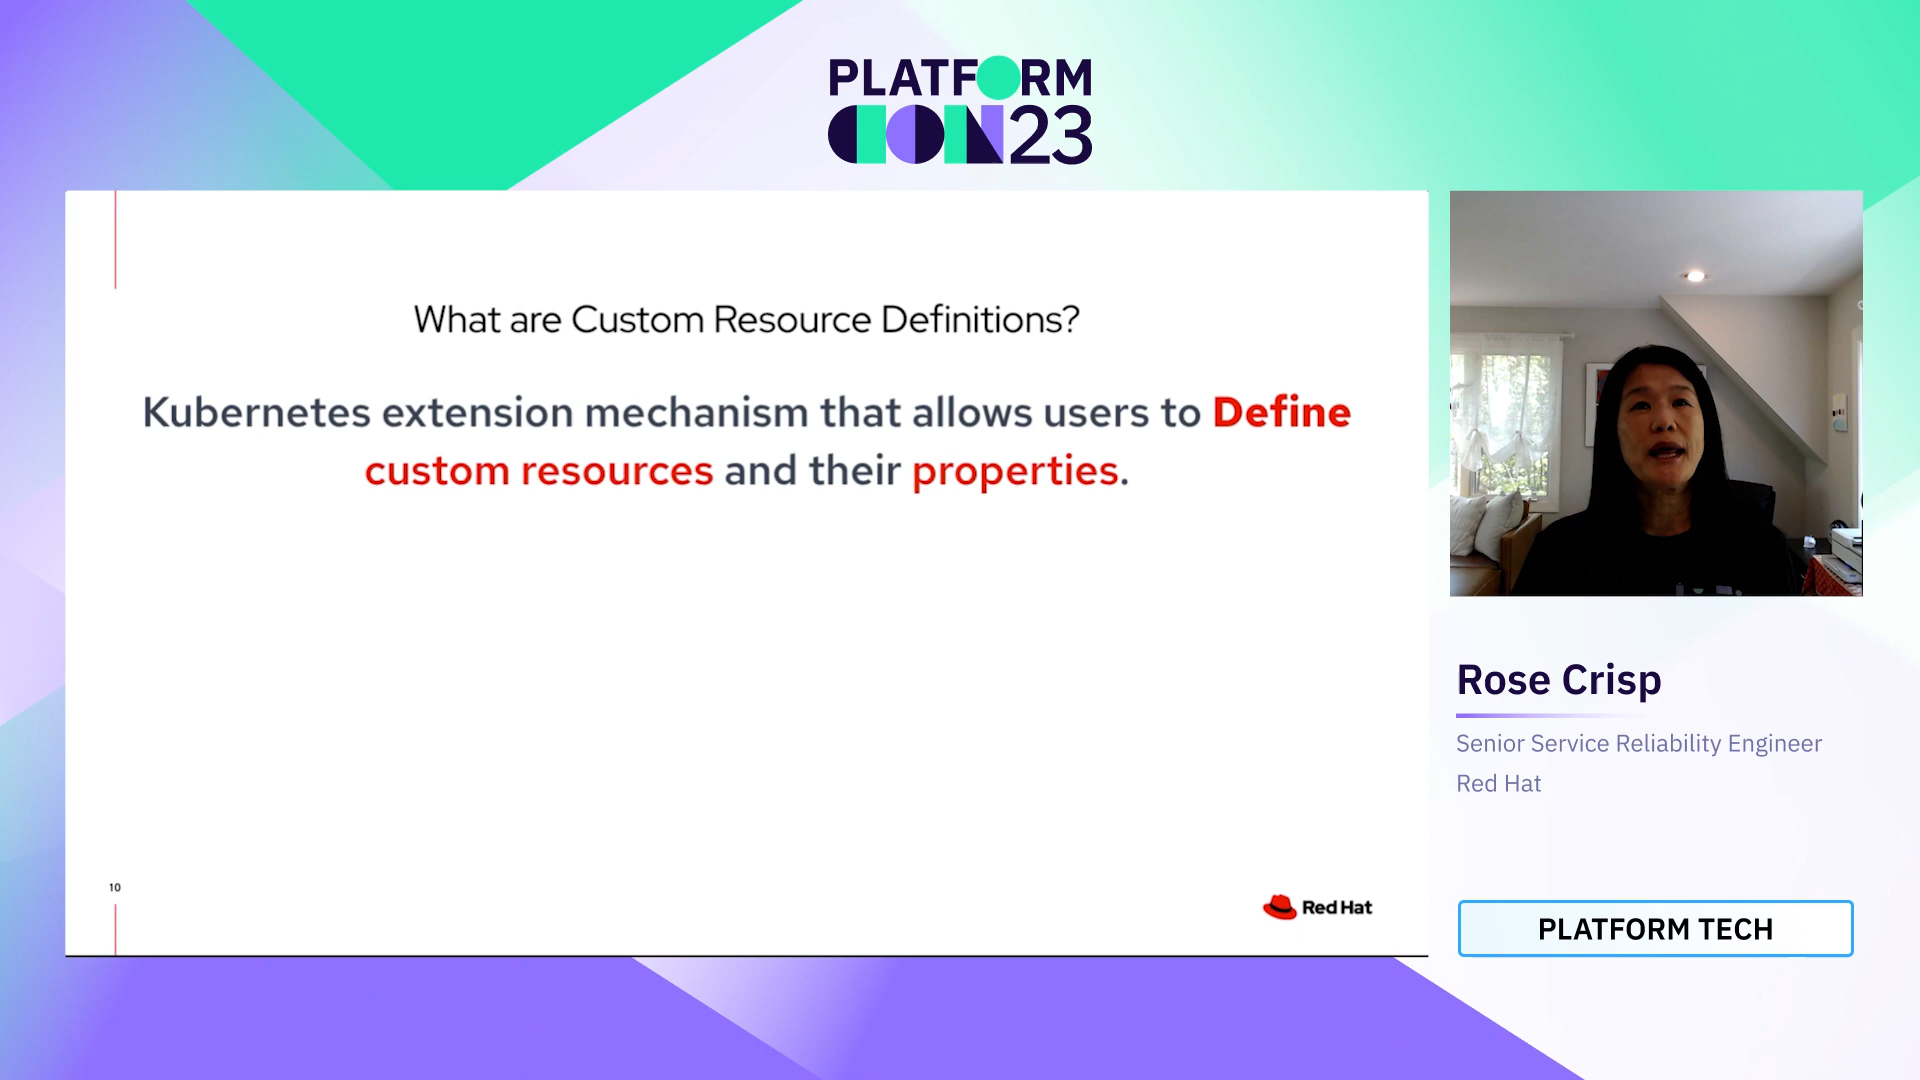 PLATFORM
CON23
What are Custom Resource Definitions?
Kubernetes extension mechanism that allows users to Define
custom resources and their properties.
10
Red Hat
Rose Crisp
Senior Service Reliability Engineer
Red Hat
PLATFORM TECH